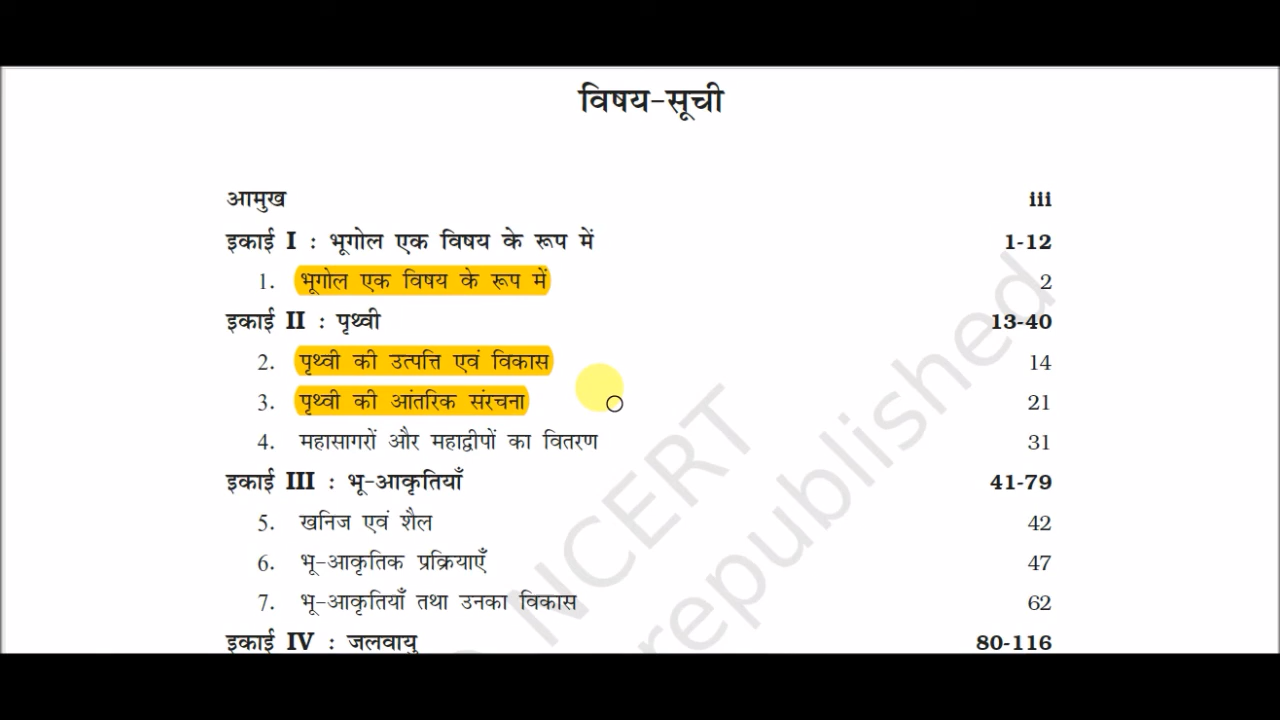 विषय-सूची
आमुख iii
इकाई I : भूगोल एक विषय के रूप में 1-12
1. भूगोल एक विषय के रूप में 2
इकाई II : पृथ्वी 13-40
2. पृथ्वी की उत्पत्ति एवं विकास 14
3. पृथ्वी की आंतरिक संरचना 21
4. महासागरों और महाद्वीपों का वितरण 31
इकाई III : भू-आकृतियाँ 41-79
5. खनिज एवं शैल 42
6. भू-आकृतिक प्रक्रियाएँ 47
7. भू-आकृतियाँ तथा उनका विकास 62
इकाई IV : जलवायु 80-116
NCERT
republished